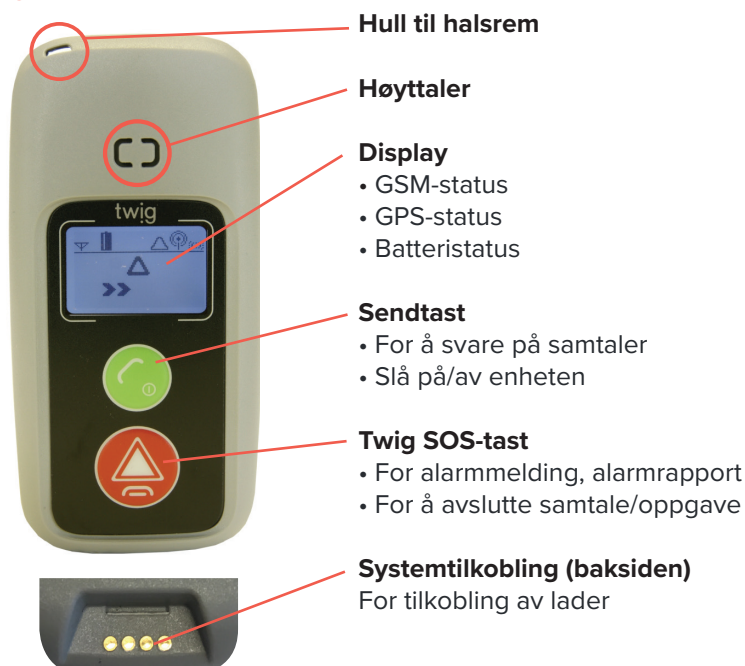 Hull til halsrem
Høyttaler
Display
• GSM-status
• GPS-status
• Batteristatus
twig
Sendtast
• For å svare på samtaler
• Slå på/av enheten
Twig SOS-tast
• For alarmmelding, alarmrapport
• For å avslutte samtale/oppgave
Systemtilkobling (baksiden)
For tilkobling av lader